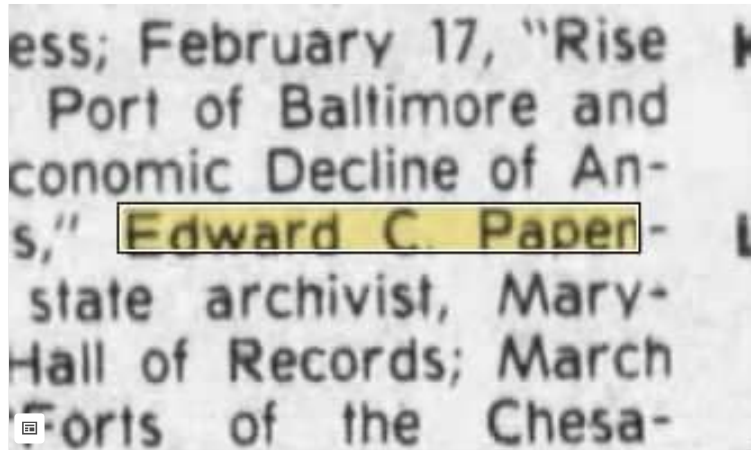 ess; February 17, "Rise
Port of Baltimore and
conomic Decline of An-
s," Edward C. Papen-
state archivist, Mary-
Hall of Records; March
"Forts of the Chesa-